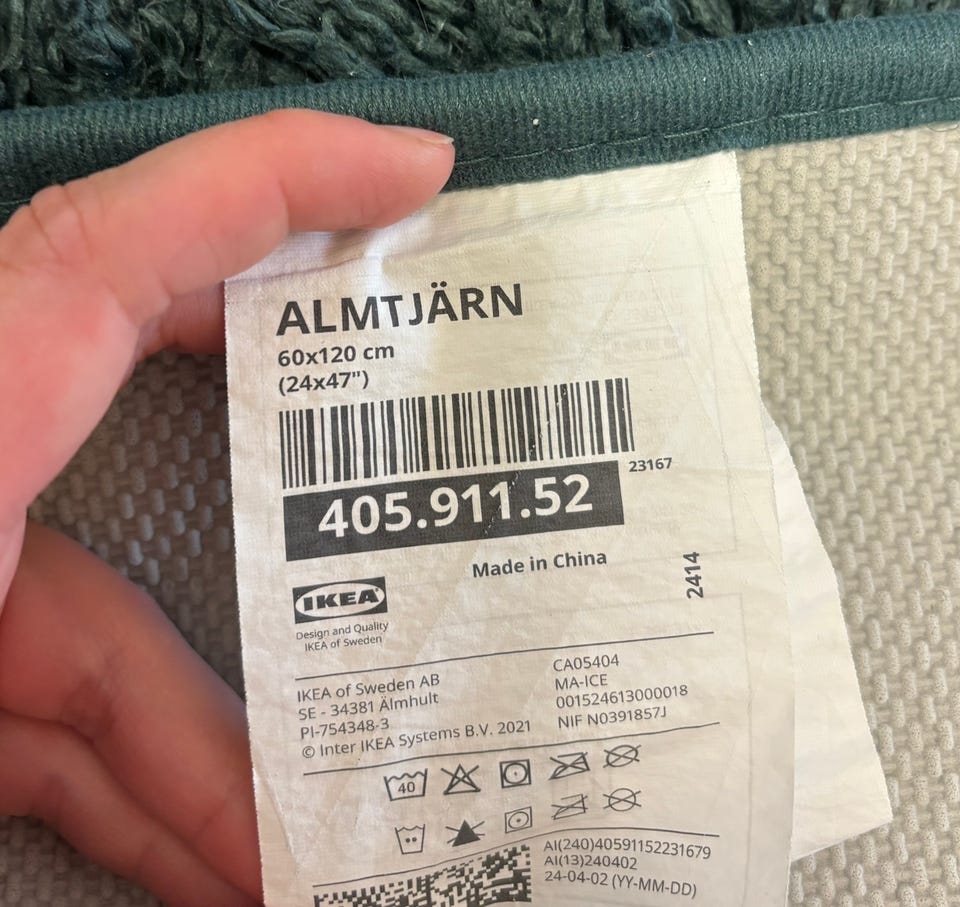 ALMTJÄRN
60x120 cm
(24x47")
23167
405.911.52
Made in China
2414
IKEA
Design and Quality
IKEA of Sweden
IKEA of Sweden AB
SE - 34381 Älmhult
PI-754348-3
© Inter IKEA Systems B.V. 2021
CA05404
MA-ICE
001524613000018
NIF N0391857J
40
AI(240)40591152231679
AI(13)240402
24-04-02 (YY-MM-DD)